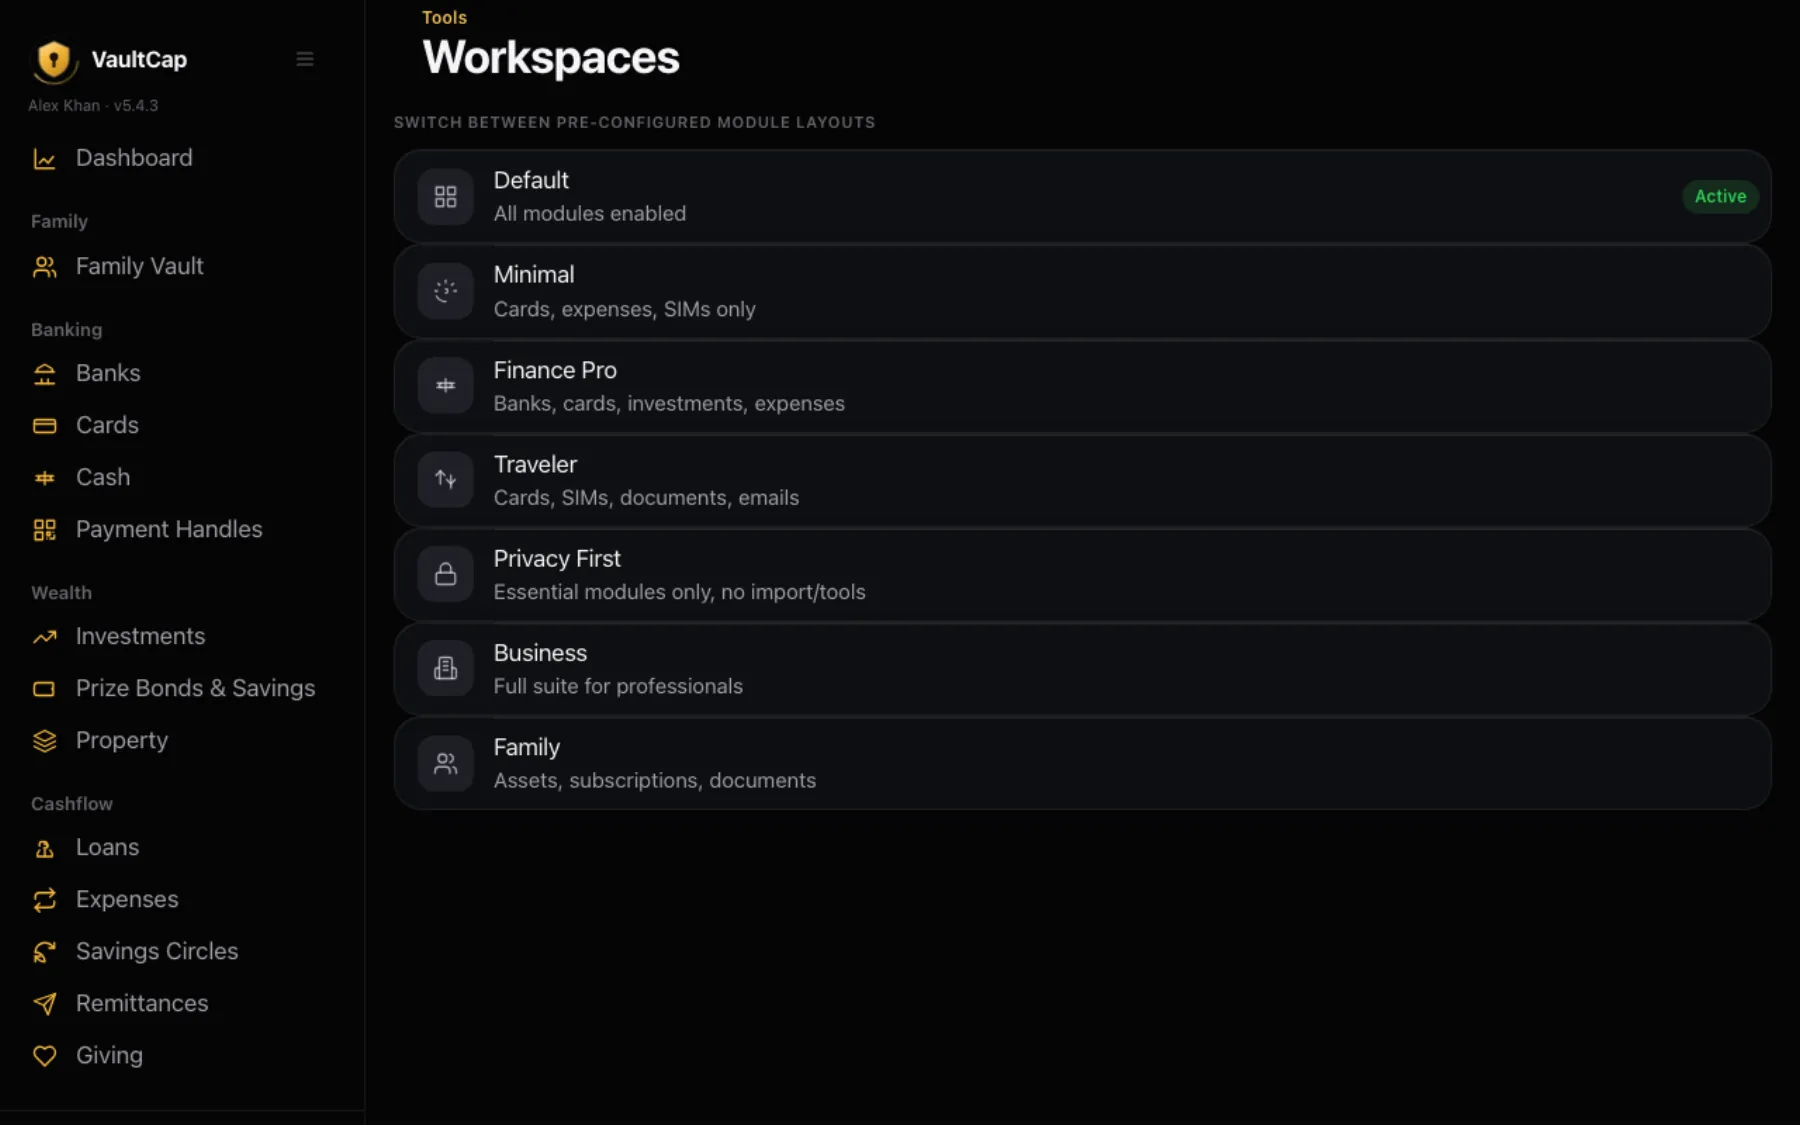 VaultCap
Alex Khan · v5.4.3
Dashboard
Family
Family Vault
Banking
Banks
Cards
Cash
Payment Handles
Wealth
Investments
Prize Bonds & Savings
Property
Cashflow
Loans
Expenses
Savings Circles
Remittances
Giving
Tools
Workspaces
SWITCH BETWEEN PRE-CONFIGURED MODULE LAYOUTS
Default
All modules enabled
Active
Minimal
Cards, expenses, SIMs only
Finance Pro
Banks, cards, investments, expenses
Traveler
Cards, SIMs, documents, emails
Privacy First
Essential modules only, no import/tools
Business
Full suite for professionals
Family
Assets, subscriptions, documents